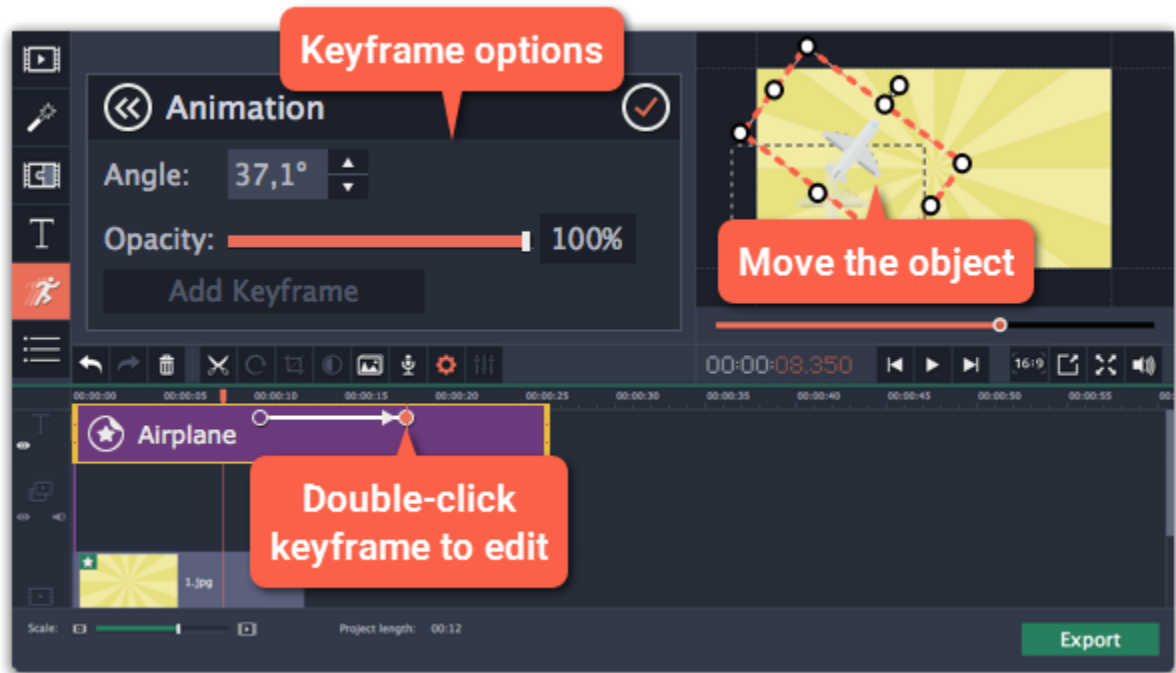 Keyframe options
Animation
Angle: 37,1°
Opacity: 100%
Add Keyframe
Move the object
T
00:00:08.350
16:9
00:00:00 00:00:05 00:00:10 00:00:15 00:00:20 00:00:25 00:00:30 00:00:35 00:00:40 00:00:45 00:00:50 00:00:55 00:
T
Airplane
Double-click
keyframe to edit
1.jpg
Scale: Project length: 00:12
Export